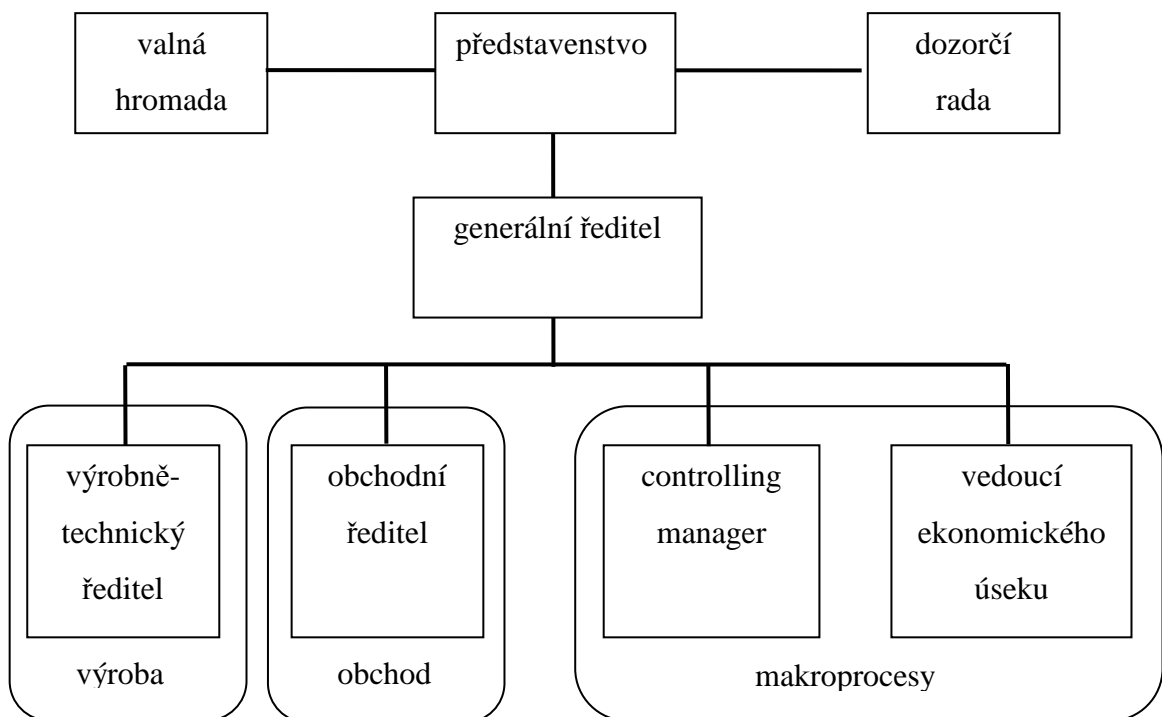 valná
hromada
představenstvo
dozorčí
rada
generální ředitel
výrobně-
technický
ředitel
výroba
obchodní
ředitel
obchod
controlling
manager
vedoucí
ekonomického
úseku
makroprocesy